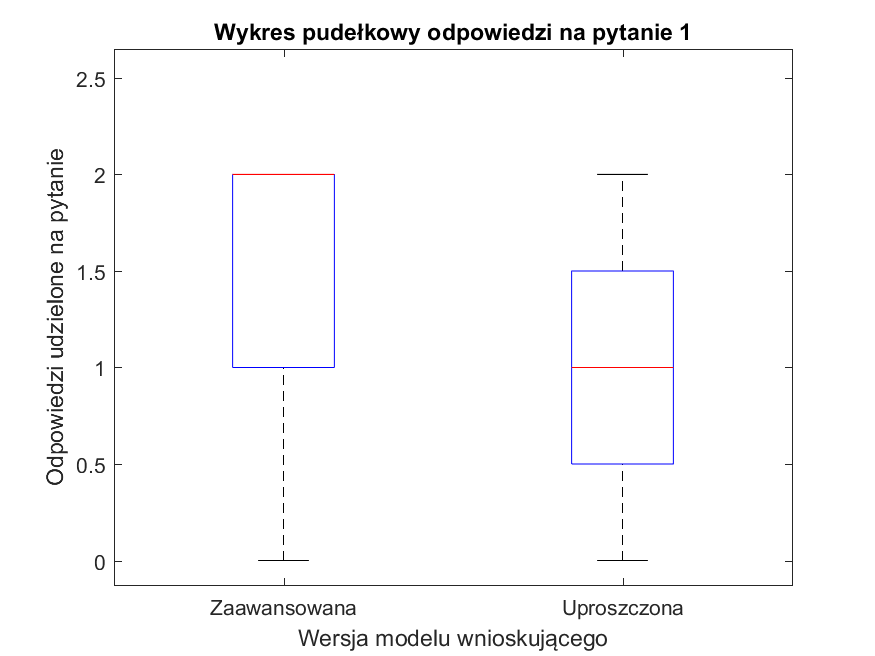 Wykres pudełkowy odpowiedzi na pytanie 1
Odpowiedzi udzielone na pytanie
2.5
2
1.5
1
0.5
0
Zaawansowana Uproszczona
Wersja modelu wnioskującego